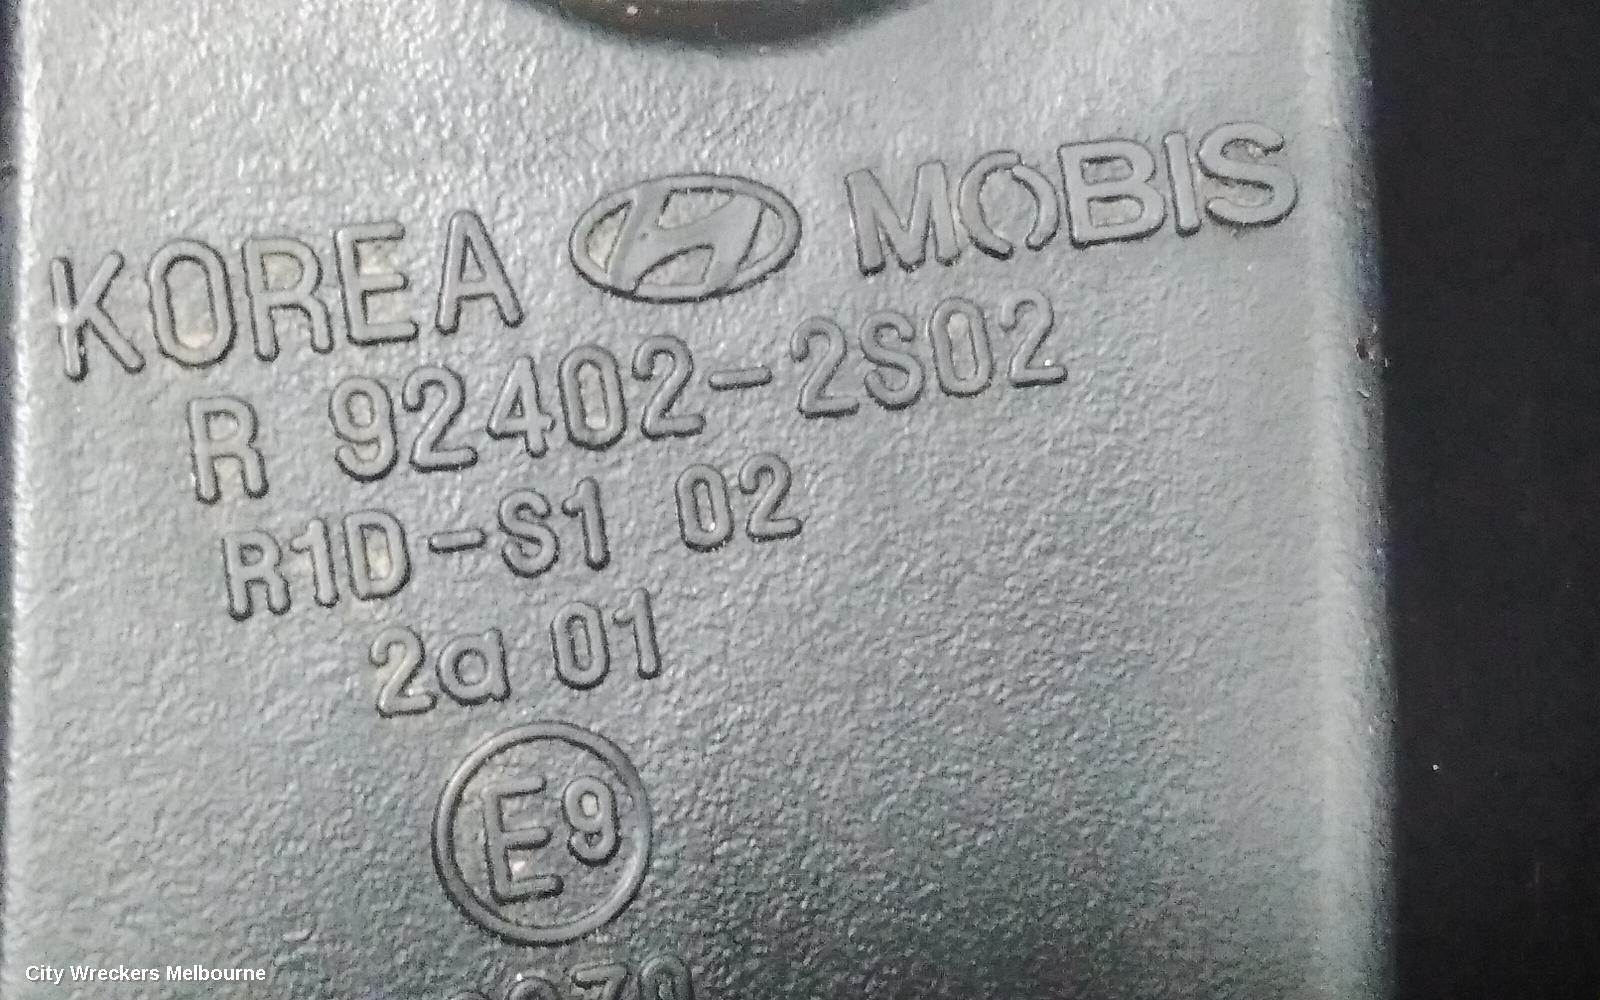 KOREA MOBIS
R 92402-2S02
R1D-S1 02
2a 01
E9
City Wreckers Melbourne